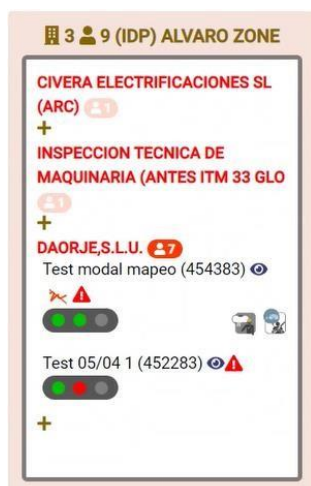 3 9 (IDP) ALVARO ZONE
CIVERA ELECTRIFICACIONES SL
(ARC) 1
+
INSPECCION TECNICA DE
MAQUINARIA (ANTES ITM 33 GLO
1
+
DAORJE,S.L.U. 7
Test modal mapeo (454383)
Test 05/04 1 (452283)
+